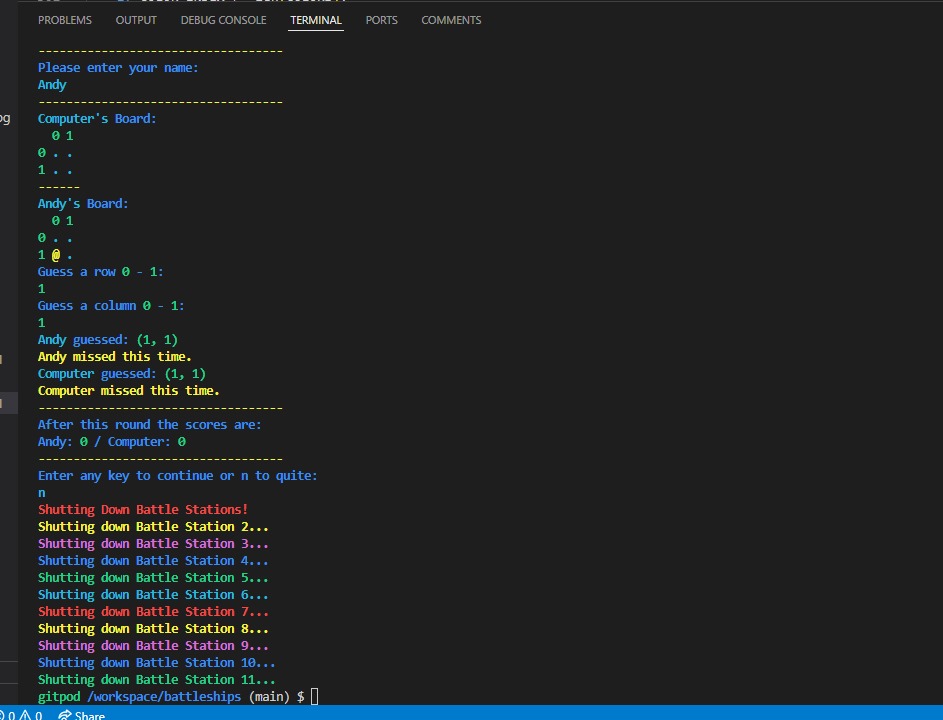 PROBLEMS OUTPUT DEBUG CONSOLE TERMINAL PORTS COMMENTS
-----------------------------------
Please enter your name:
Andy
-----------------------------------
Computer's Board:
0 1
0 . .
1 . .
------
Andy's Board:
0 1
0 . .
1 @ .
Guess a row 0 - 1:
1
Guess a column 0 - 1:
1
Andy guessed: (1, 1)
Andy missed this time.
Computer guessed: (1, 1)
Computer missed this time.
-----------------------------------
After this round the scores are:
Andy: 0 / Computer: 0
-----------------------------------
Enter any key to continue or n to quite:
n
Shutting Down Battle Stations!
Shutting down Battle Station 2...
Shutting down Battle Station 3...
Shutting down Battle Station 4...
Shutting down Battle Station 5...
Shutting down Battle Station 6...
Shutting down Battle Station 7...
Shutting down Battle Station 8...
Shutting down Battle Station 9...
Shutting down Battle Station 10...
Shutting down Battle Station 11...
gitpod /workspace/battleships (main) $
0 0 Share